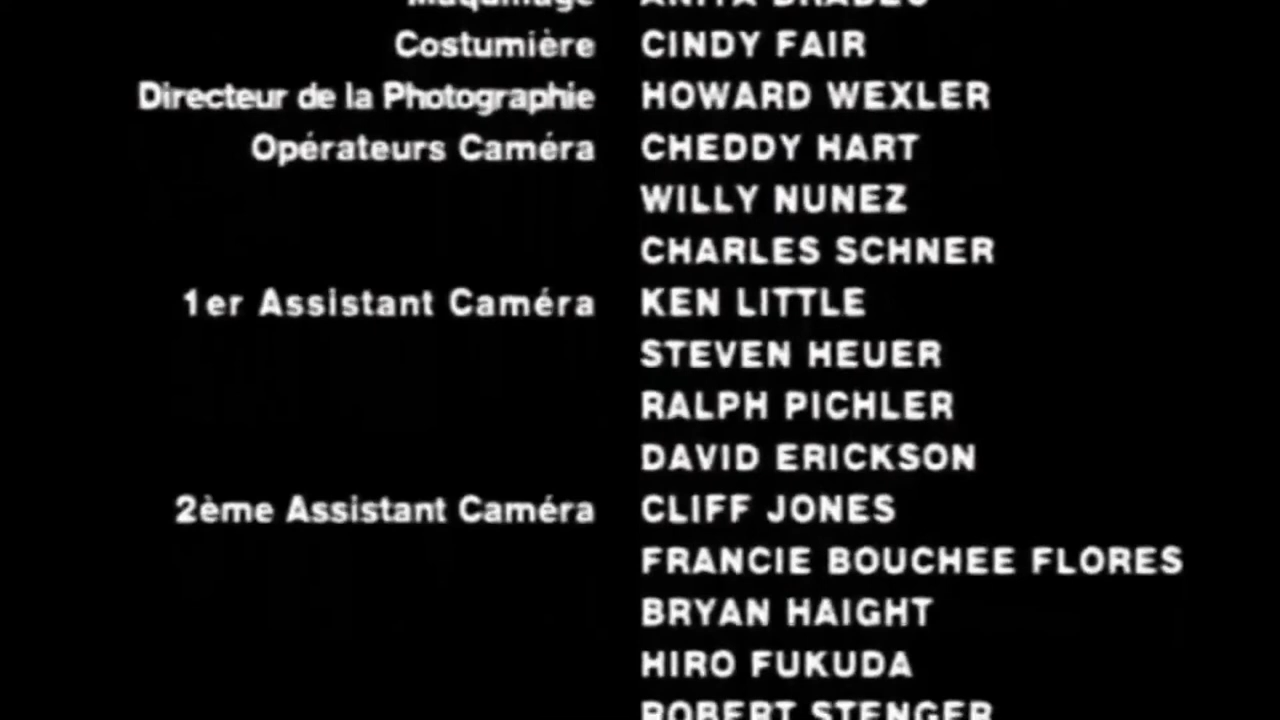 Maquillage ANITA BRABEC
Costumière CINDY FAIR
Directeur de la Photographie HOWARD WEXLER
Opérateurs Caméra CHEDDY HART
WILLY NUNEZ
CHARLES SCHNER
1er Assistant Caméra KEN LITTLE
STEVEN HEUER
RALPH PICHLER
DAVID ERICKSON
2ème Assistant Caméra CLIFF JONES
FRANCIE BOUCHEE FLORES
BRYAN HAIGHT
HIRO FUKUDA
ROBERT STENGER